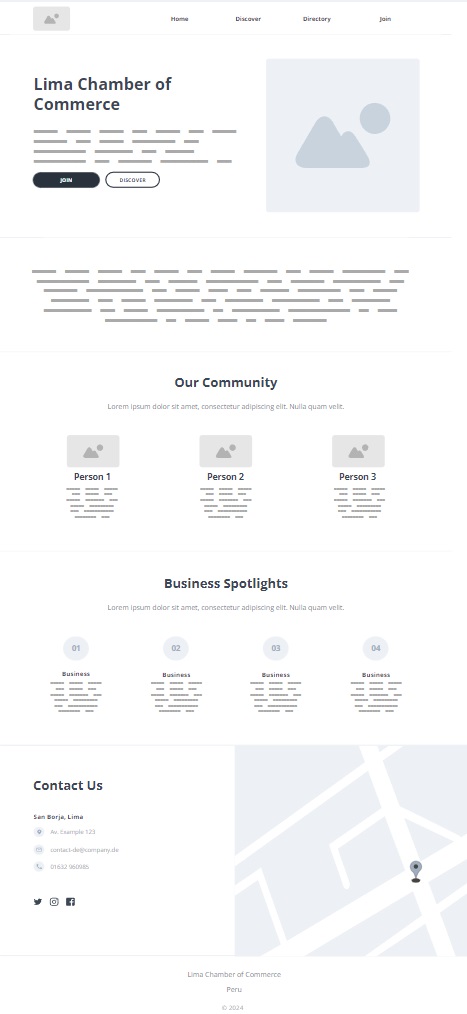 Home Discover Directory Join
Lima Chamber of
Commerce
JOIN DISCOVER
Our Community
Lorem ipsum dolor sit amet, consectetur adipiscing elit. Nulla quam velit.
Person 1 Person 2 Person 3
Business Spotlights
Lorem ipsum dolor sit amet, consectetur adipiscing elit. Nulla quam velit.
01 02 03 04
Business Business Business Business
Contact Us
San Borja, Lima
Av. Example 123
contact-de@company.de
01632 960985
Lima Chamber of Commerce
Peru
© 2024